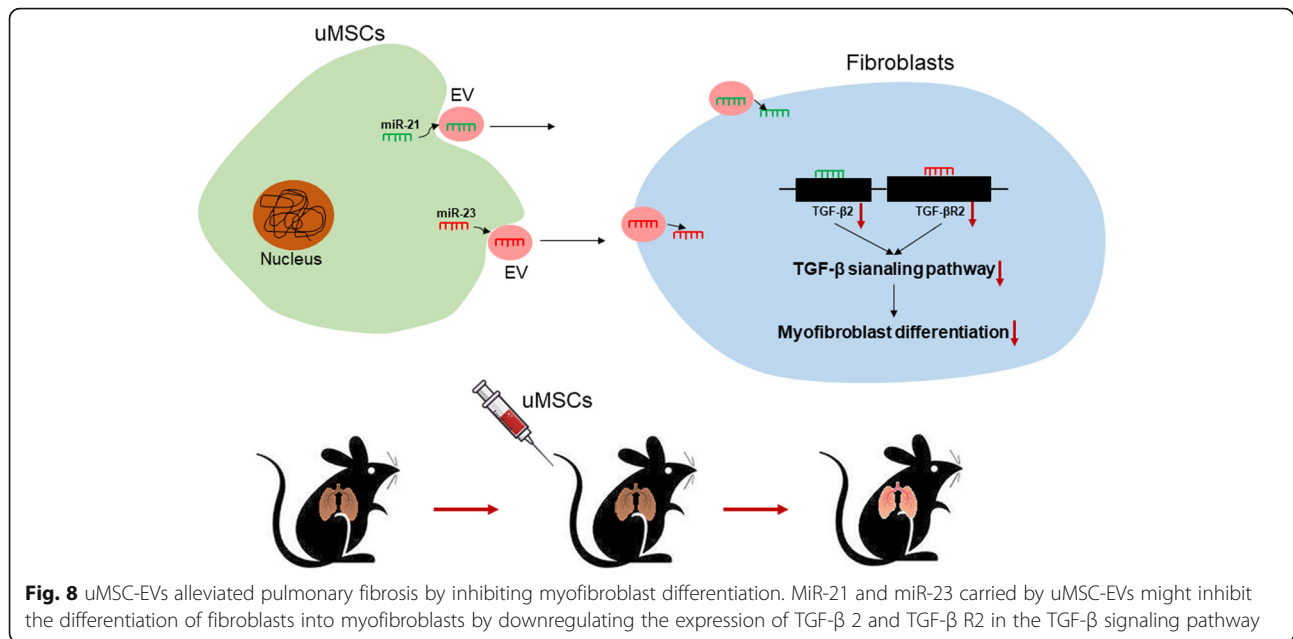 uMSCs
EV
miR-21
miR-23
Nucleus
EV
Fibroblasts
TGF-β2
TGF-βR2
TGF-β sianaling pathway
Myofibroblast differentiation
uMSCs
Fig. 8 uMSC-EVs alleviated pulmonary fibrosis by inhibiting myofibroblast differentiation. MiR-21 and miR-23 carried by uMSC-EVs might inhibit
the differentiation of fibroblasts into myofibroblasts by downregulating the expression of TGF-β 2 and TGF-β R2 in the TGF-β signaling pathway